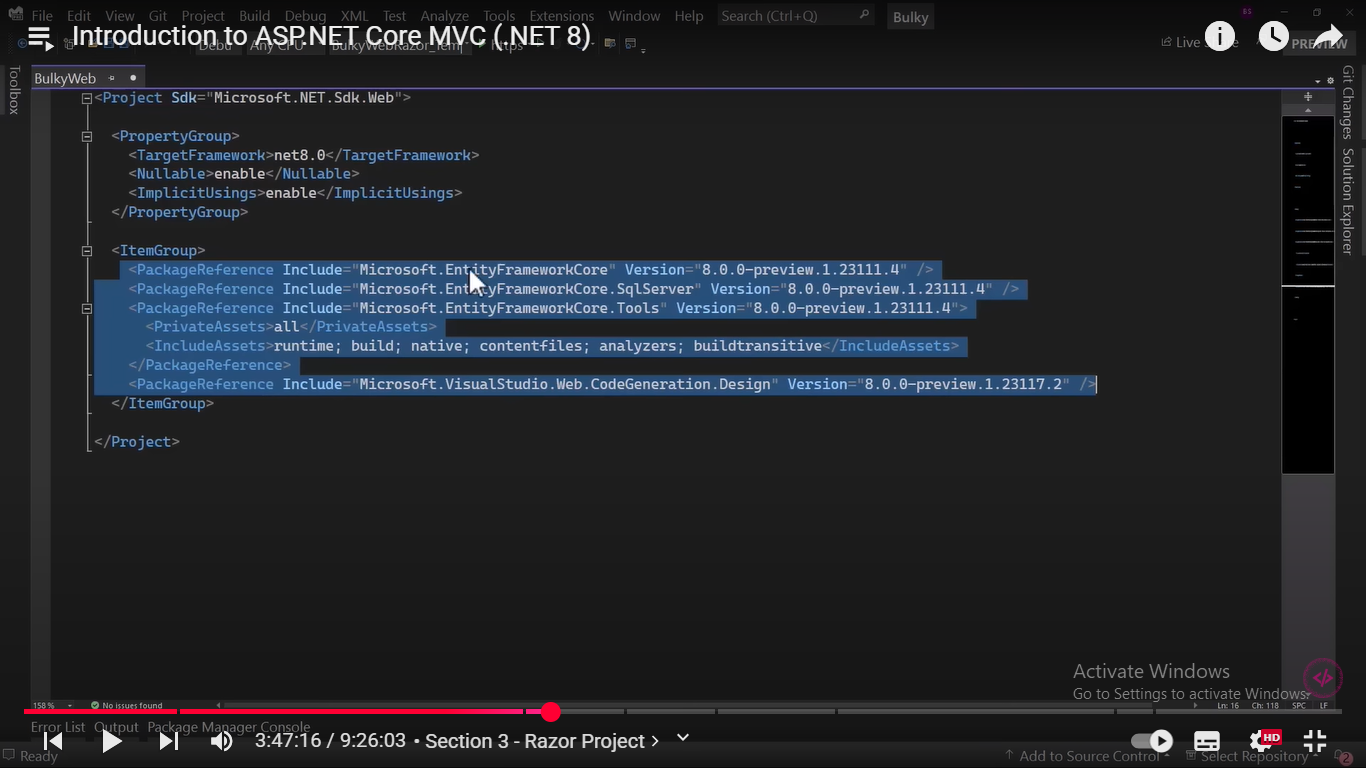 File Edit View Git Project Build Debug XML Test Analyze Tools Extensions Window Help Search (Ctrl+Q) Bulky
Introduction to ASP.NET Core MVC (.NET 8)
Any CPU BulkyWebRazor_Temp https Live PREVIEW
BulkyWeb
Toolbox
Git Changes
Solution Explorer
<Project Sdk="Microsoft.NET.Sdk.Web">
<PropertyGroup>
<TargetFramework>net8.0</TargetFramework>
<Nullable>enable</Nullable>
<ImplicitUsings>enable</ImplicitUsings>
</PropertyGroup>
<ItemGroup>
<PackageReference Include="Microsoft.EntityFrameworkCore" Version="8.0.0-preview.1.23111.4" />
<PackageReference Include="Microsoft.EntityFrameworkCore.SqlServer" Version="8.0.0-preview.1.23111.4" />
<PackageReference Include="Microsoft.EntityFrameworkCore.Tools" Version="8.0.0-preview.1.23111.4">
<PrivateAssets>all</PrivateAssets>
<IncludeAssets>runtime; build; native; contentfiles; analyzers; buildtransitive</IncludeAssets>
</PackageReference>
<PackageReference Include="Microsoft.VisualStudio.Web.CodeGeneration.Design" Version="8.0.0-preview.1.23117.2" />
</ItemGroup>
</Project>
Activate Windows
Go to Settings to activate Windows.
158 % No issues found Ln: 16 Ch: 118 SPC LF
Error List Output Package Manager Console
3:47:16 / 9:26:03 • Section 3 - Razor Project HD
Ready Add to Source Control Select Repository 2